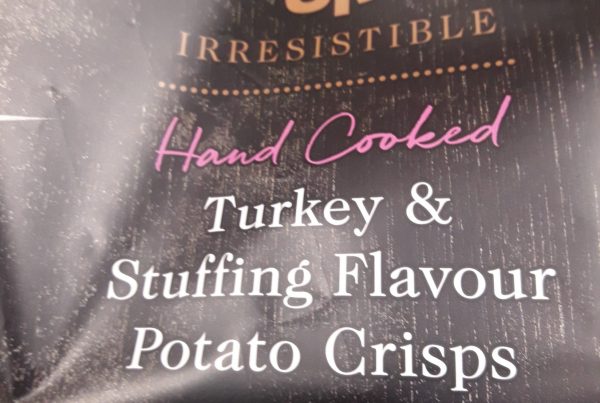 IRRESISTIBLE
Hand Cooked
Turkey &
Stuffing Flavour
Potato Crisps